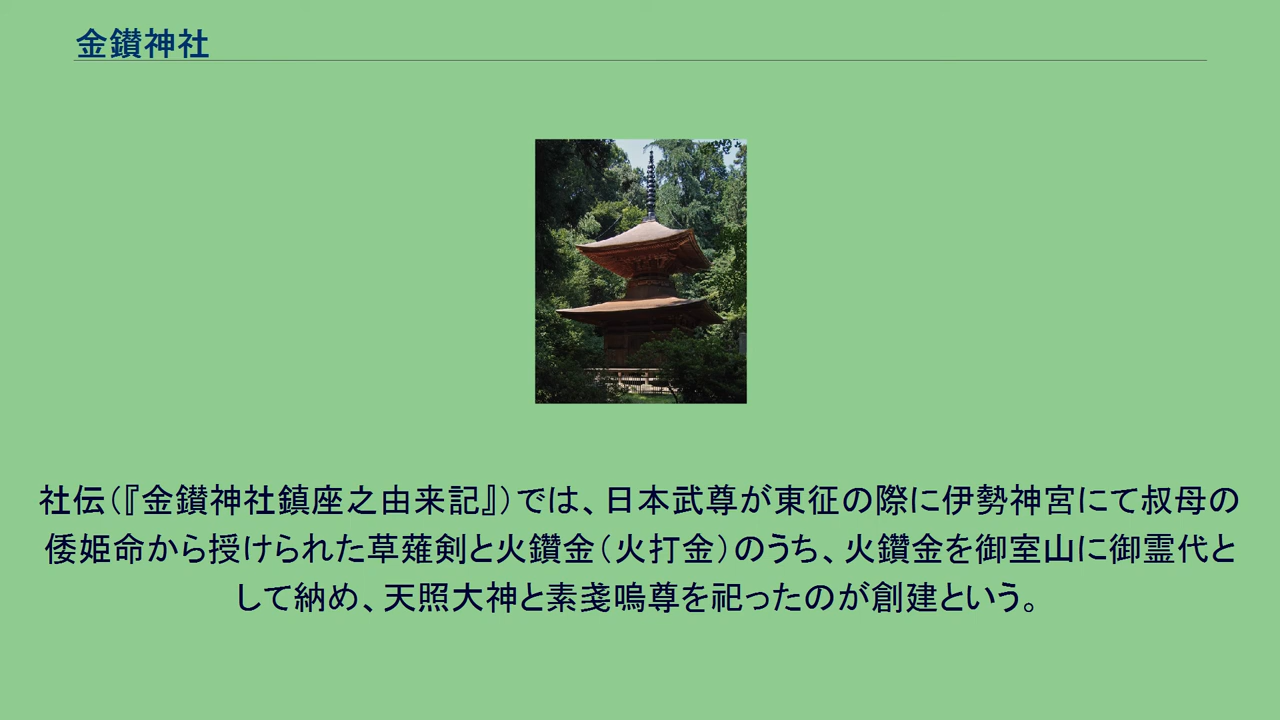 金鑚神社
社伝（『金鑚神社鎮座之由来記』）では、日本武尊が東征の際に伊勢神宮にて叔母の
倭姫命から授けられた草薙剣と火鑽金（火打金）のうち、火鑽金を御室山に御霊代と
して納め、天照大神と素戔嗚尊を祀ったのが創建という。